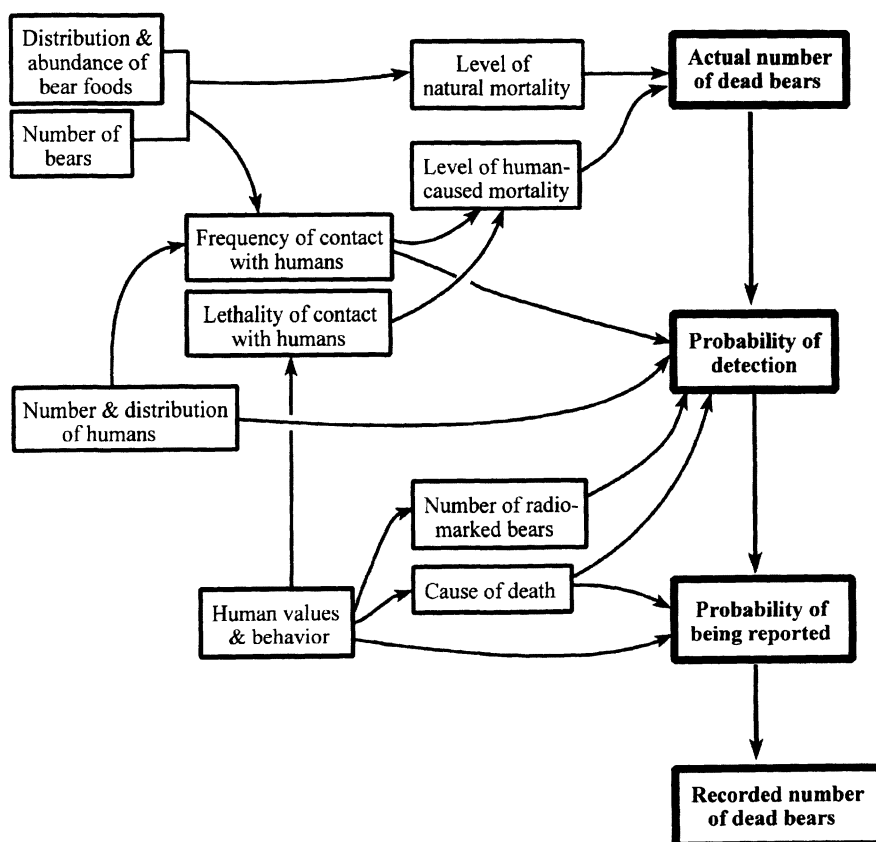 Distribution &
abundance of
bear foods
Number of
bears
Level of
natural mortality
Actual number
of dead bears
Level of human-
caused mortality
Frequency of contact
with humans
Lethality of contact
with humans
Probability of
detection
Number & distribution
of humans
Number of radio-
marked bears
Cause of death
Human values
& behavior
Probability of
being reported
Recorded number
of dead bears